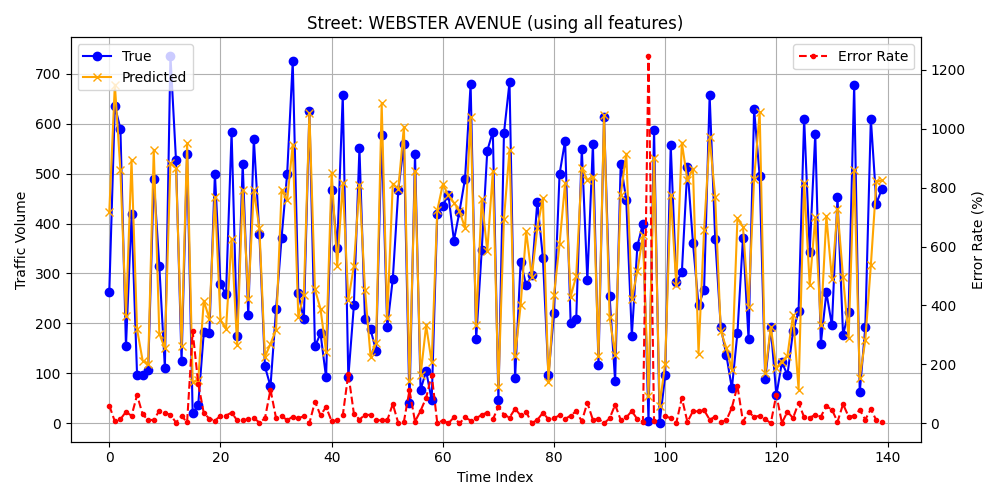 Street: WEBSTER AVENUE (using all features)
True
Predicted
Error Rate
Traffic Volume
700
600
500
400
300
200
100
0
Error Rate (%)
1200
1000
800
600
400
200
0
0 20 40 60 80 100 120 140
Time Index